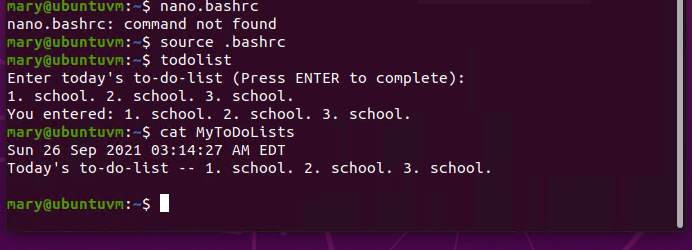 mary@ubuntuvm:~$ nano.bashrc
nano.bashrc: command not found
mary@ubuntuvm:~$ source .bashrc
mary@ubuntuvm:~$ todolist
Enter today's to-do-list (Press ENTER to complete):
1. school. 2. school. 3. school.
You entered: 1. school. 2. school. 3. school.
mary@ubuntuvm:~$ cat MyToDoLists
Sun 26 Sep 2021 03:14:27 AM EDT
Today's to-do-list -- 1. school. 2. school. 3. school.
mary@ubuntuvm:~$